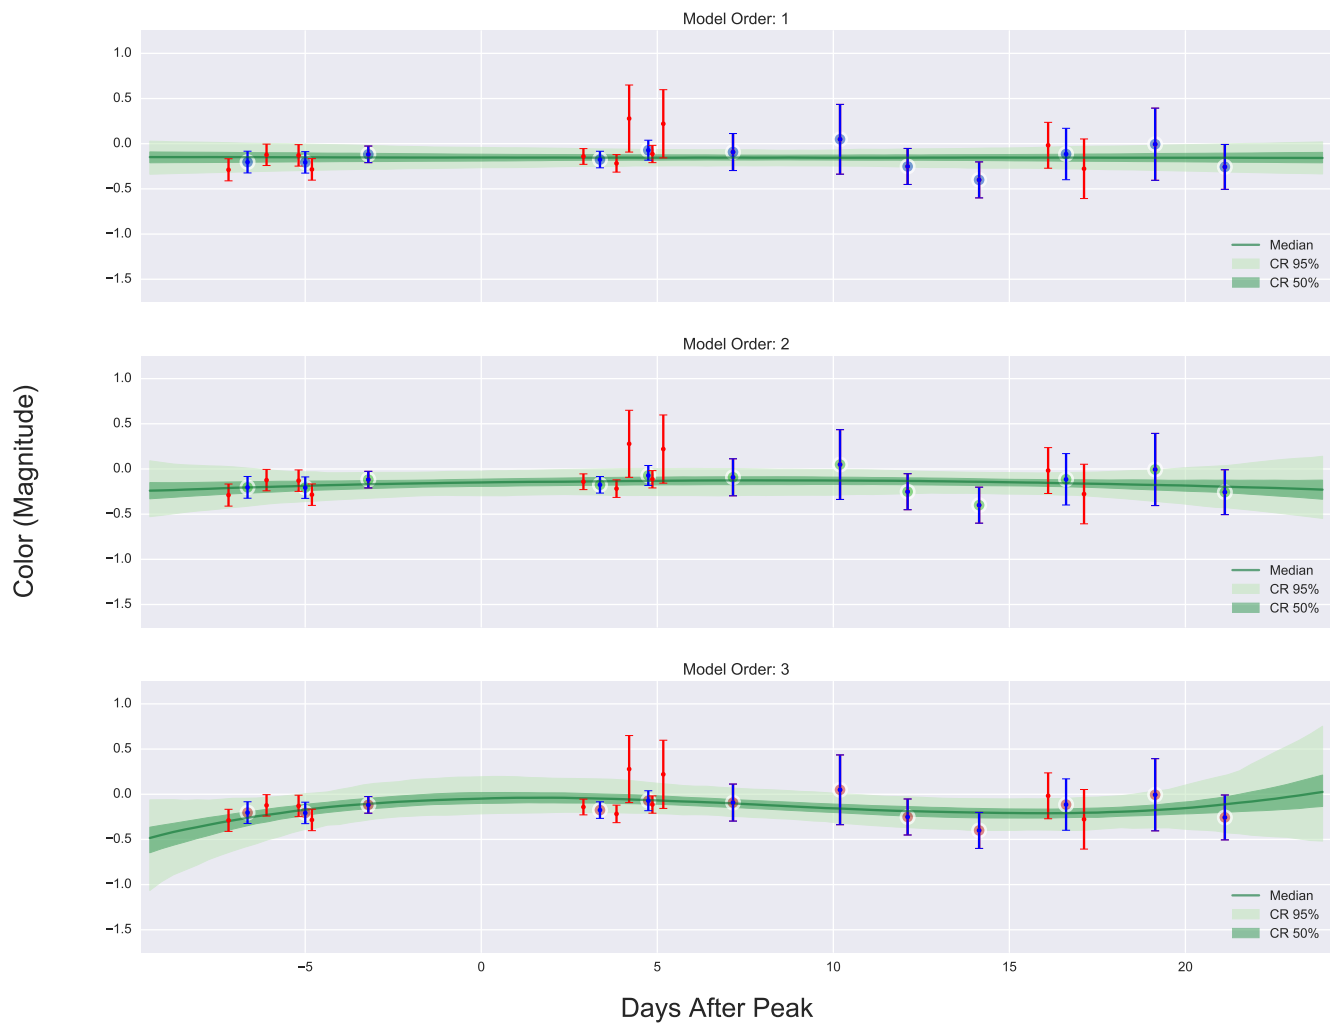 Model Order: 1
1.0
0.5
0.0
−0.5
−1.0
−1.5
Median
CR 95%
CR 50%
Model Order: 2
1.0
0.5
0.0
−0.5
−1.0
−1.5
Median
CR 95%
CR 50%
Color (Magnitude)
Model Order: 3
1.0
0.5
0.0
−0.5
−1.0
−1.5
Median
CR 95%
CR 50%
−5 0 5 10 15 20
Days After Peak